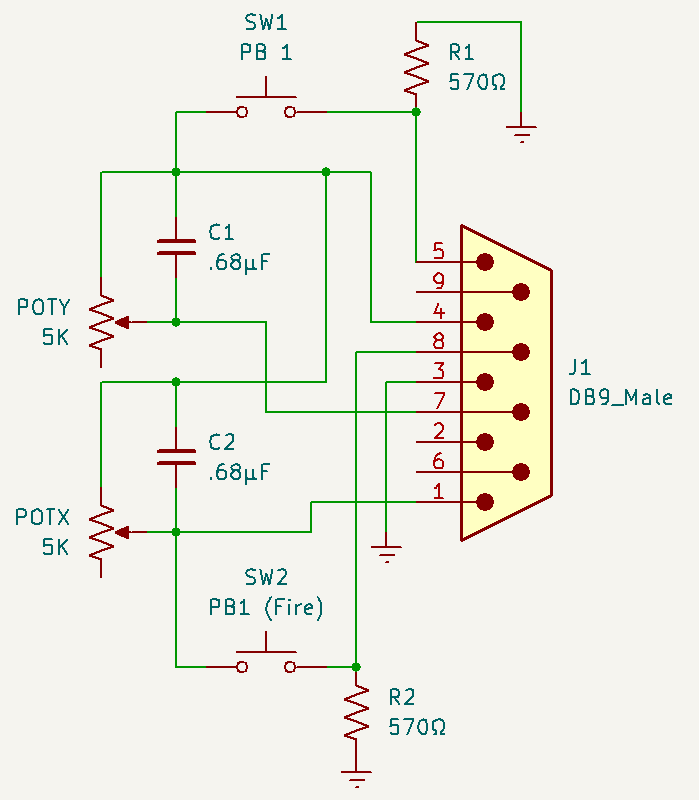 SW1
PB 1
R1
570Ω
C1
.68µF
POTY
5K
5
9
4
8
3
7
2
6
1
J1
DB9_Male
C2
.68µF
POTX
5K
SW2
PB1 (Fire)
R2
570Ω